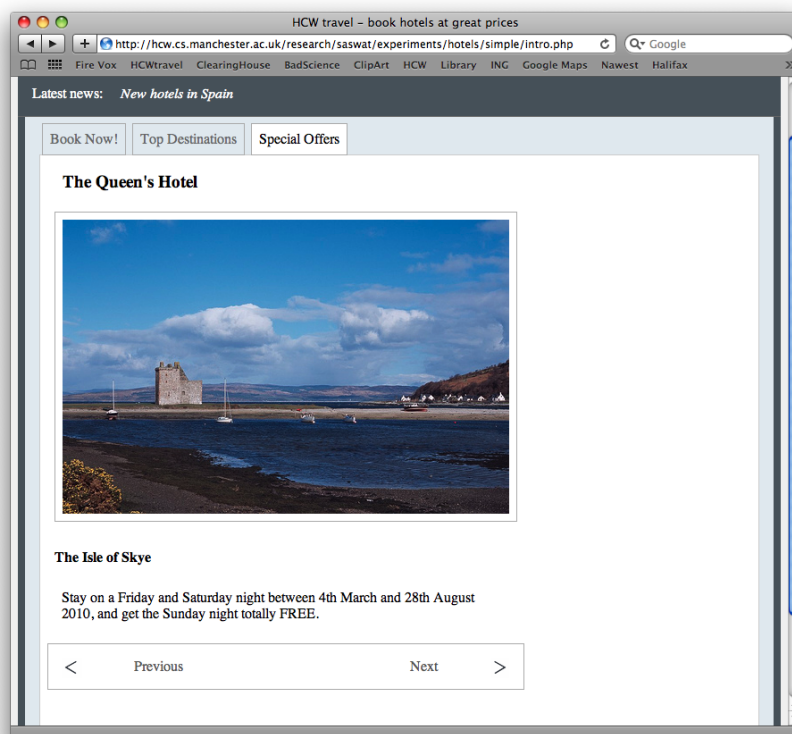 HCW travel – book hotels at great prices
http://hcw.cs.manchester.ac.uk/research/saswat/experiments/hotels/simple/intro.php
Google
Fire Vox HCWtravel ClearingHouse BadScience ClipArt HCW Library ING Google Maps Nawest Halifax
Latest news: New hotels in Spain
Book Now! Top Destinations Special Offers
The Queen's Hotel
The Isle of Skye
Stay on a Friday and Saturday night between 4th March and 28th August
2010, and get the Sunday night totally FREE.
< Previous Next >